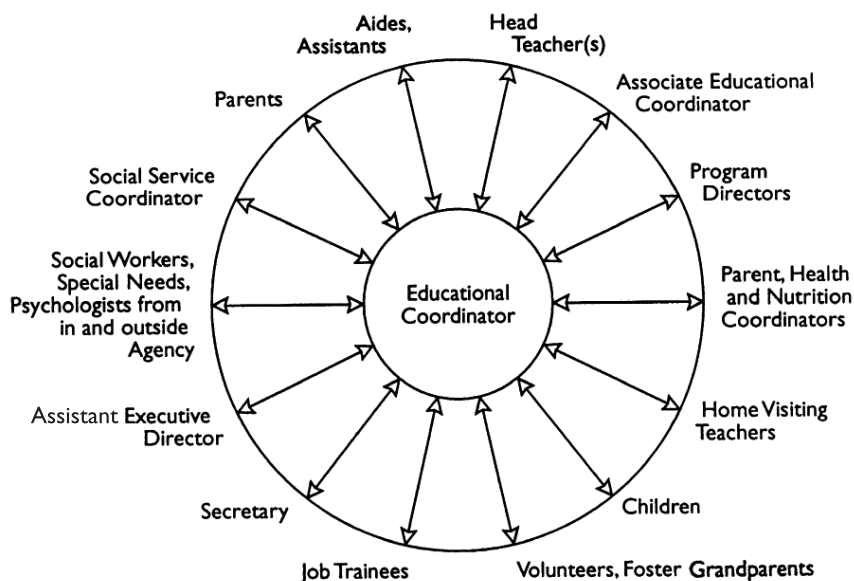 Aides,
Assistants
Head
Teacher(s)
Parents
Associate Educational
Coordinator
Social Service
Coordinator
Program
Directors
Social Workers,
Special Needs,
Psychologists from
in and outside
Agency
Educational
Coordinator
Parent, Health
and Nutrition
Coordinators
Assistant Executive
Director
Home Visiting
Teachers
Secretary
Children
Job Trainees
Volunteers, Foster Grandparents